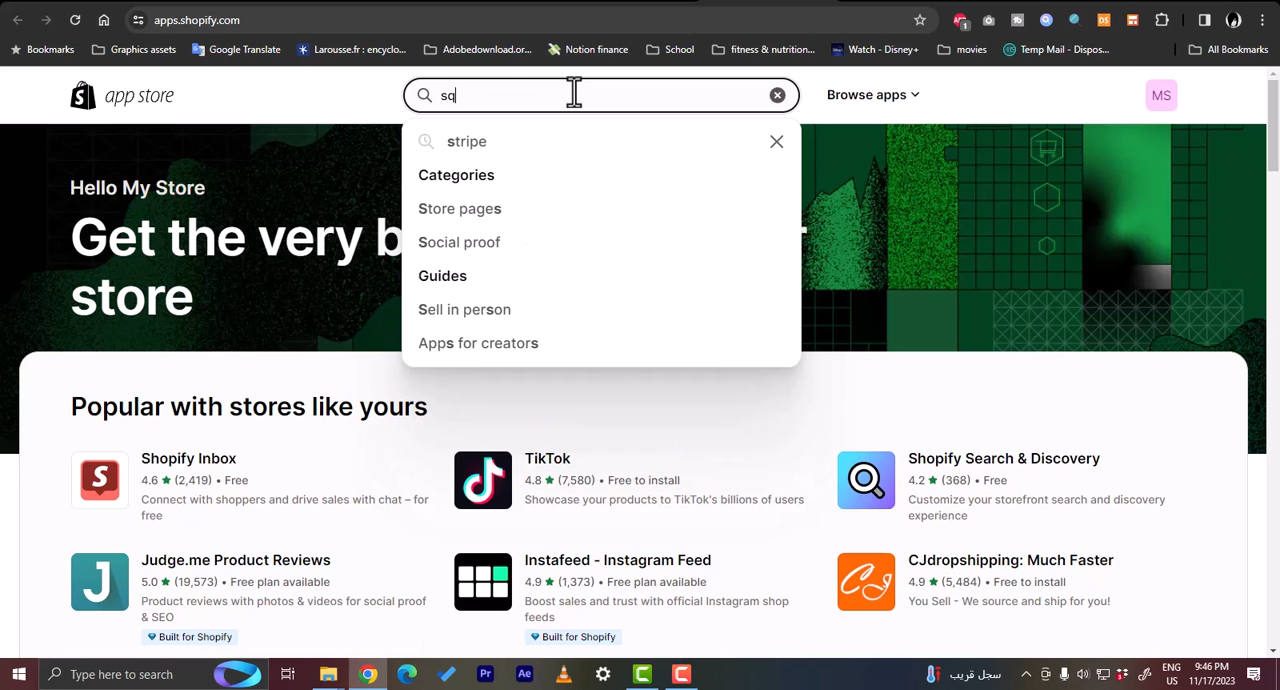 apps.shopify.com
1
Bookmarks
Graphics assets
Google Translate
Larousse.fr : encyclo...
Adobedownload.or...
Notion finance
School
fitness & nutrition...
Watch - Disney+
movies
Temp Mail - Dispos...
All Bookmarks
app store
sq
Browse apps
MS
stripe
Categories
Store pages
Social proof
Guides
Sell in person
Apps for creators
Hello My Store
Get the very b
r
store
Popular with stores like yours
Shopify Inbox
4.6 ★ (2,419) • Free
Connect with shoppers and drive sales with chat – for
free
TikTok
4.8 ★ (7,580) • Free to install
Showcase your products to TikTok's billions of users
Shopify Search & Discovery
4.2 ★ (368) • Free
Customize your storefront search and discovery
experience
Judge.me Product Reviews
5.0 ★ (19,573) • Free plan available
Product reviews with photos & videos for social proof
& SEO
Built for Shopify
Instafeed - Instagram Feed
4.9 ★ (1,373) • Free plan available
Boost sales and trust with official Instagram shop
feeds
Built for Shopify
CJdropshipping: Much Faster
4.9 ★ (5,484) • Free to install
You Sell - We source and ship for you!
Type here to search
Pr
Ae
سجل قريب
ENG
US
9:46 PM
11/17/2023